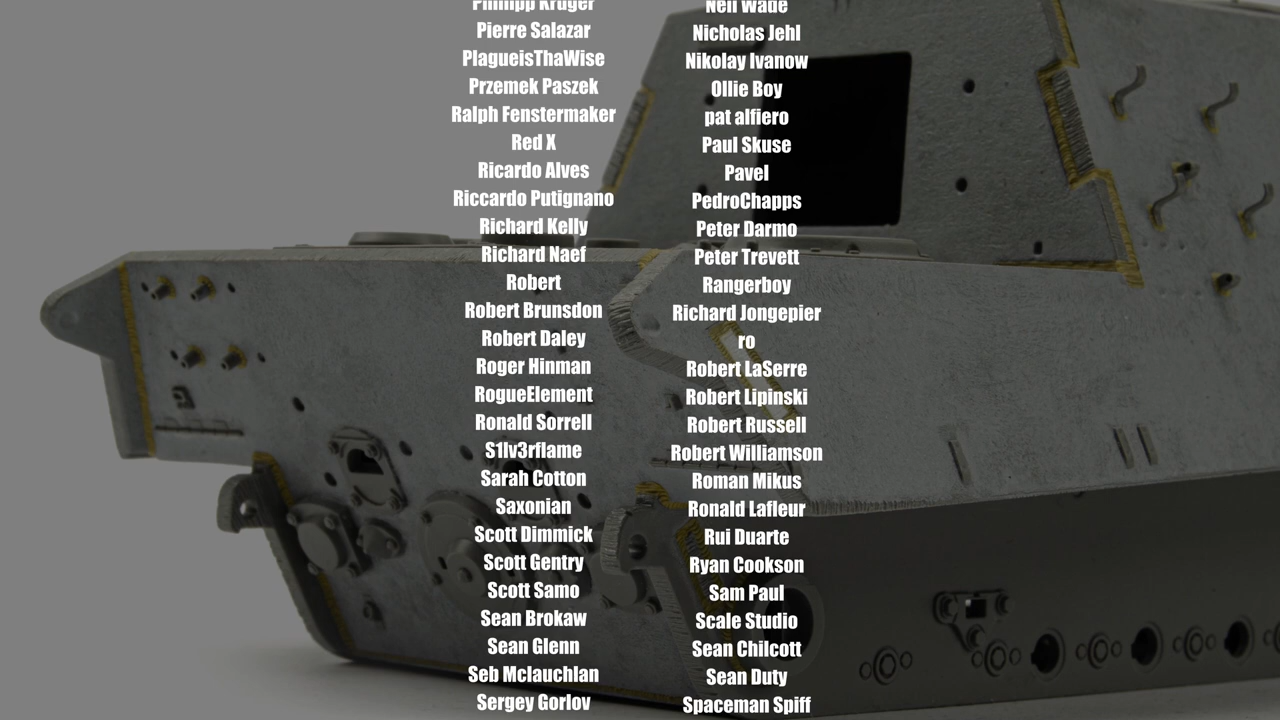 Philipp Kruger
Pierre Salazar
PlagueisThaWise
Przemek Paszek
Ralph Fenstermaker
Red X
Ricardo Alves
Riccardo Putignano
Richard Kelly
Richard Naef
Robert
Robert Brunsdon
Robert Daley
Roger Hinman
RogueElement
Ronald Sorrell
S1lv3rflame
Sarah Cotton
Saxonian
Scott Dimmick
Scott Gentry
Scott Samo
Sean Brokaw
Sean Glenn
Seb Mclauchlan
Sergey Gorlov
Neil Wade
Nicholas Jehl
Nikolay Ivanow
Ollie Boy
pat alfiero
Paul Skuse
Pavel
PedroChapps
Peter Darmo
Peter Trevett
Rangerboy
Richard Jongepier
ro
Robert LaSerre
Robert Lipinski
Robert Russell
Robert Williamson
Roman Mikus
Ronald Lafleur
Rui Duarte
Ryan Cookson
Sam Paul
Scale Studio
Sean Chilcott
Sean Duty
Spaceman Spiff